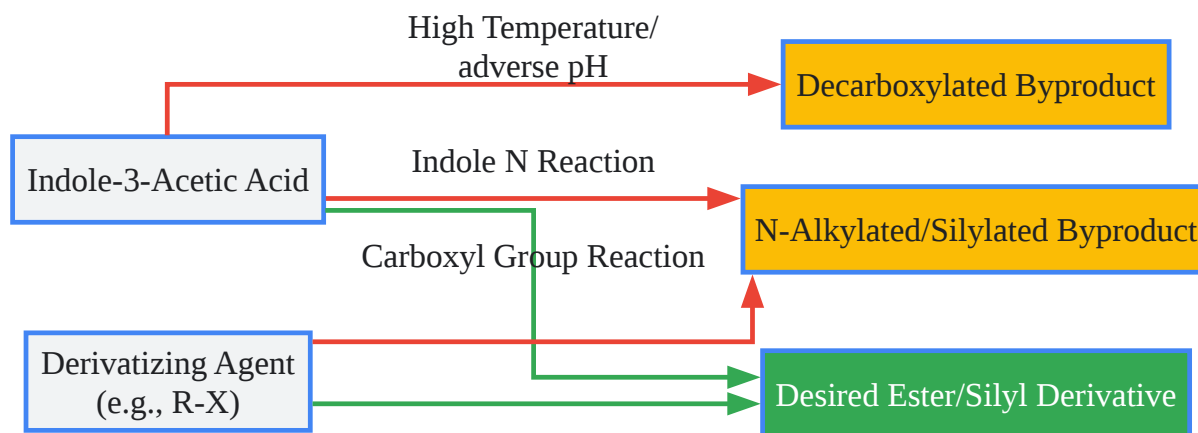 High Temperature/
adverse pH
Decarboxylated Byproduct
Indole-3-Acetic Acid
Indole N Reaction
N-Alkylated/Silylated Byproduct
Carboxyl Group Reaction
Derivatizing Agent
(e.g., R-X)
Desired Ester/Silyl Derivative